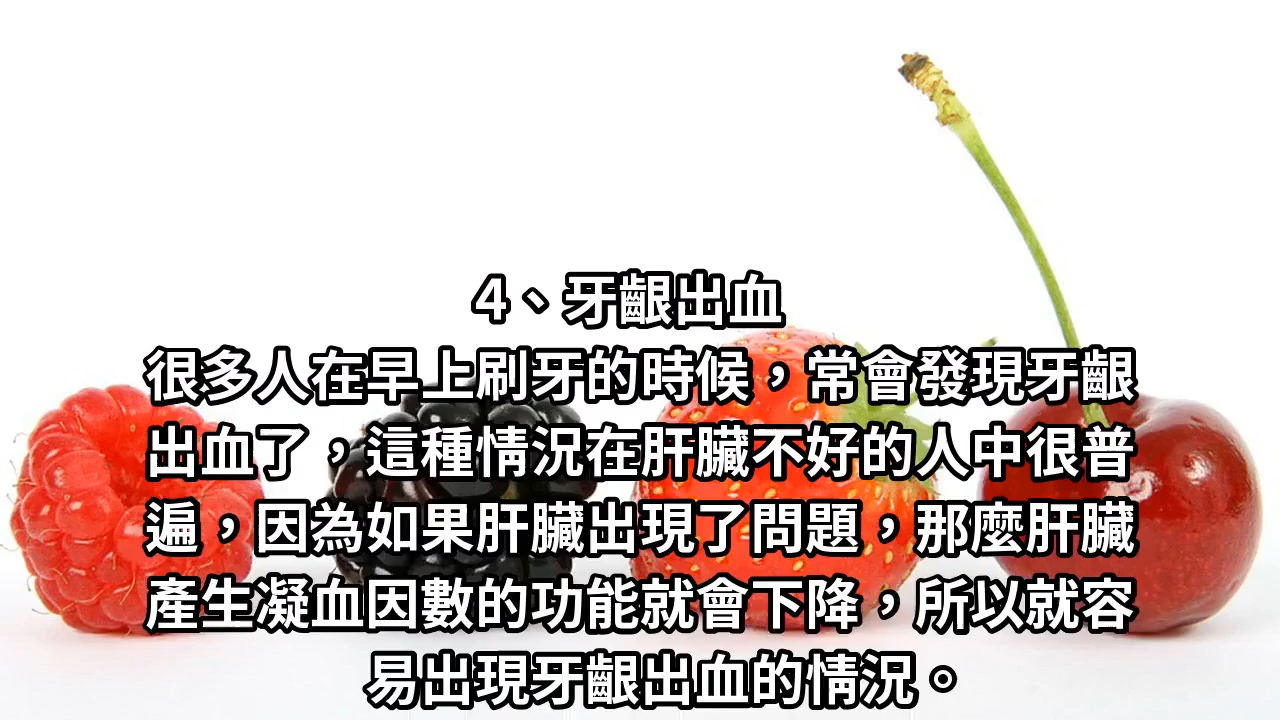 4、牙齦出血
很多人在早上刷牙的時候，常會發現牙齦
出血了，這種情況在肝臟不好的人中很普
遍，因為如果肝臟出現了問題，那麼肝臟
產生凝血因數的功能就會下降，所以就容
易出現牙齦出血的情況。